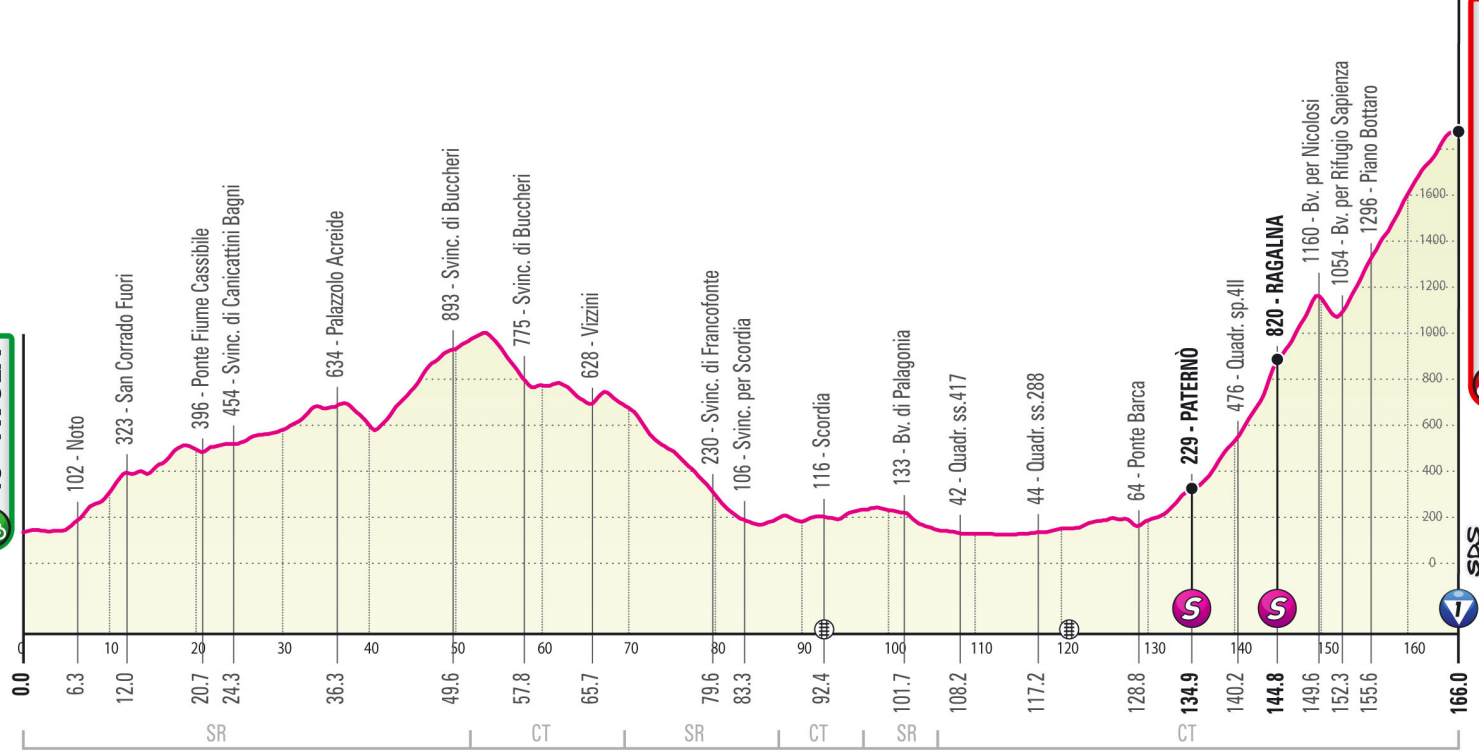 102 - Noto
323 - San Corrado Fuori
396 - Ponte Fiume Cassibile
454 - Svinc. di Canicattini Bagni
634 - Palazzolo Acreide
893 - Svinc. di Buccheri
775 - Svinc. di Buccheri
628 - Vizzini
230 - Svinc. di Francofonte
106 - Svinc. per Scordia
116 - Scordia
133 - Bv. di Palagonia
42 - Quadr. ss.417
44 - Quadr. ss.288
64 - Ponte Barca
229 - PATERNÒ
476 - Quadr. sp.4II
820 - RAGALNA
1160 - Bv. per Nicolosi
1054 - Bv. per Rifugio Sapienza
1296 - Piano Bottaro
1600
1400
1200
1000
800
600
400
200
0
SDS
S
S
1
0 10 20 30 40 50 60 70 80 90 100 110 120 130 140 150 160
0.0 6.3 12.0 20.7 24.3 36.3 49.6 57.8 65.7 79.6 83.3 92.4 101.7 108.2 117.2 128.8 134.9 140.2 144.8 149.6 152.3 155.6 166.0
SR CT SR CT SR CT